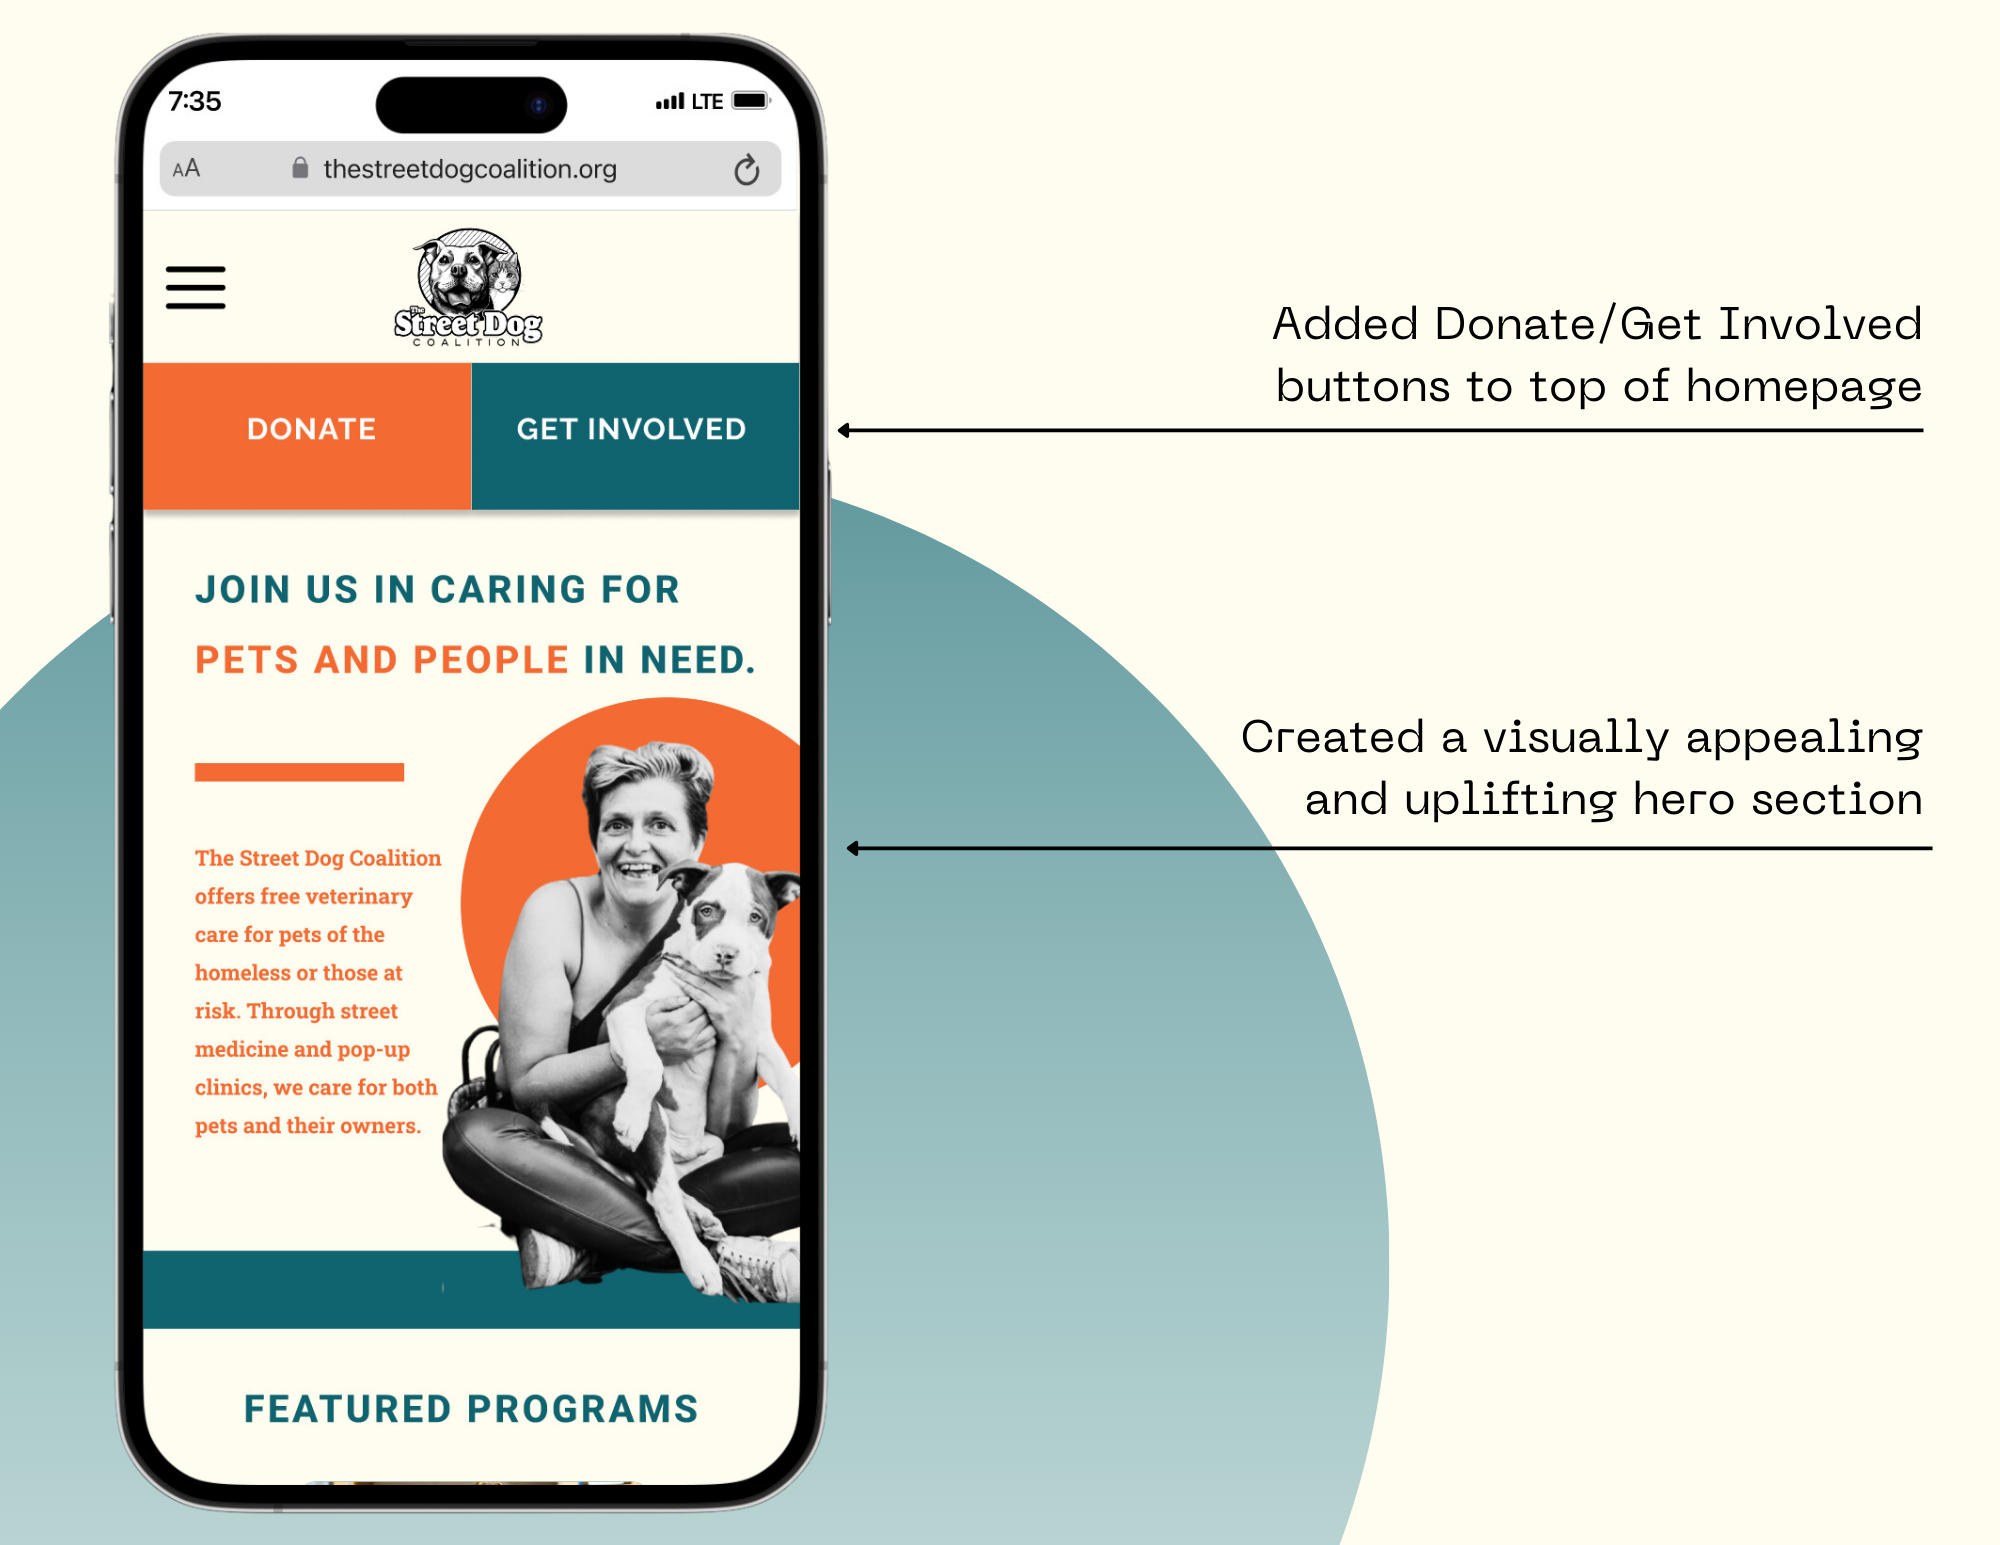 7:35
LTE
AA
thestreetdogcoalition.org
The
Street Dog
COALITION
DONATE
GET INVOLVED
JOIN US IN CARING FOR
PETS AND PEOPLE IN NEED.
The Street Dog Coalition
offers free veterinary
care for pets of the
homeless or those at
risk. Through street
medicine and pop-up
clinics, we care for both
pets and their owners.
FEATURED PROGRAMS
Added Donate/Get Involved
buttons to top of homepage
Created a visually appealing
and uplifting hero section